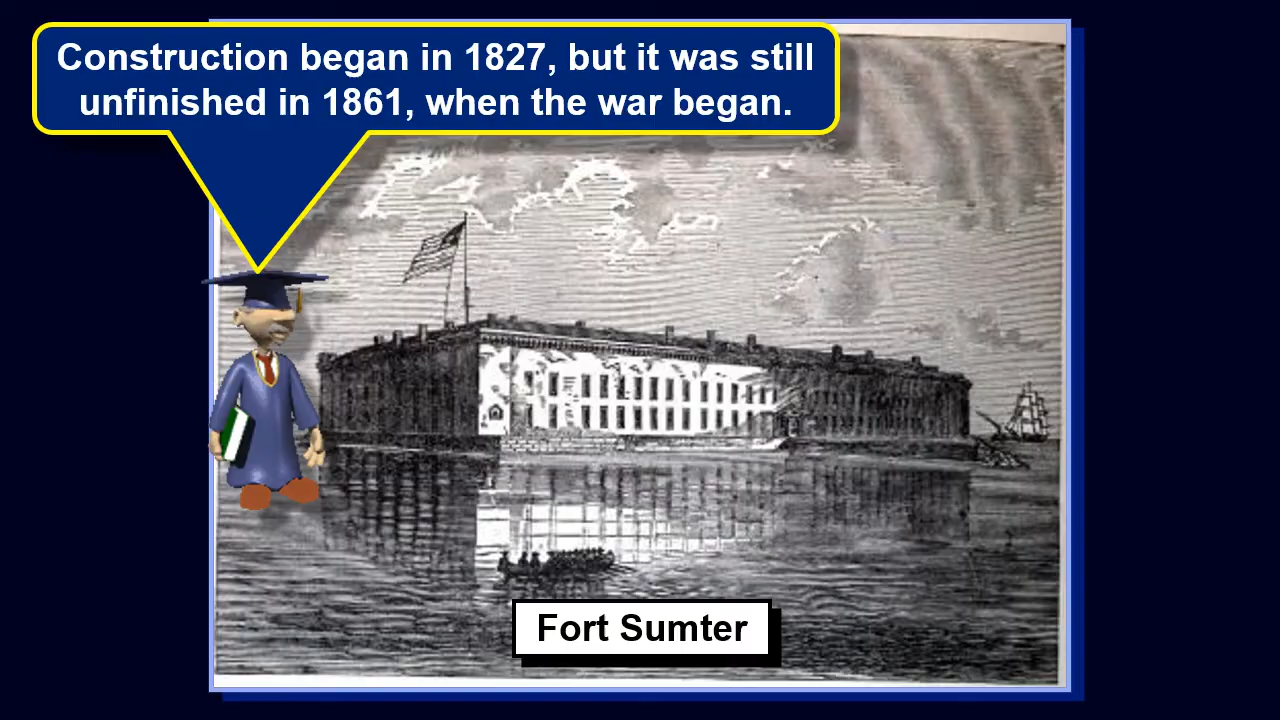 Construction began in 1827, but it was still
unfinished in 1861, when the war began.
Fort Sumter